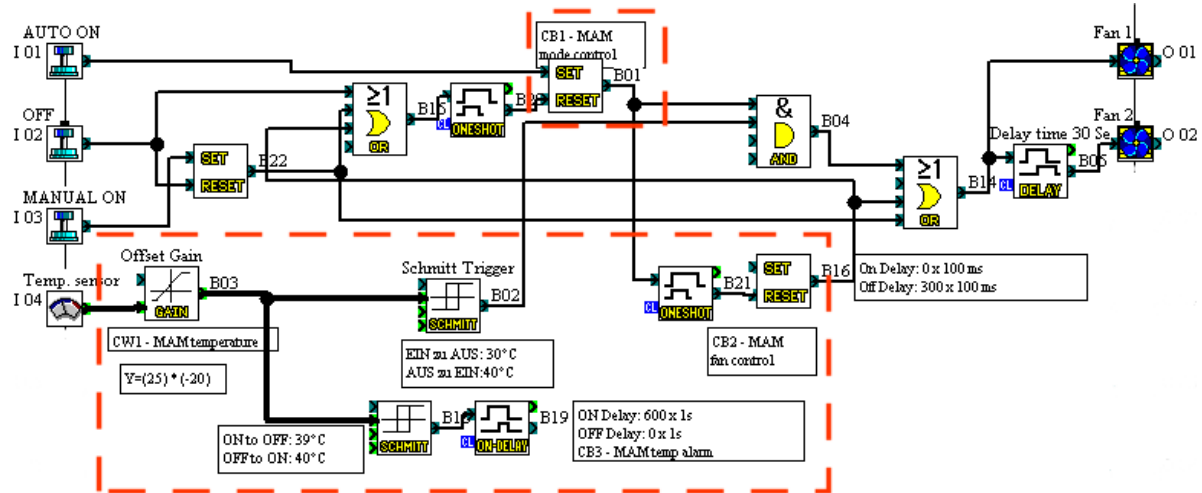 AUTO ON
I 01
OFF
I 02
MANUAL ON
I 03
Temp. sensor
I 04
SET
RESET
B22
≥1
OR
B15
CL
ONESHOT
CB1 - MAM
mode control
SET
RESET
B01
&
AND
B04
≥1
OR
B14
Delay time 30 Se
CL
DELAY
B05
Fan 1
O 01
Fan 2
O 02
Offset Gain
B03
GAIN
CW1 - MAM temperature
Y=(25) * (-20)
Schmitt Trigger
B02
SCHMITT
EIN zu AUS: 30°C
AUS zu EIN:40°C
CL
ONESHOT
B21
SET
RESET
B16
On Delay: 0 x 100 ms
Off Delay: 300 x 100 ms
CB2 - MAM
fan control
ON to OFF: 39°C
OFF to ON: 40°C
SCHMITT
CL
ON-DELAY
B19
ON Delay: 600 x 1s
OFF Delay: 0 x 1s
CB3 - MAM temp alarm